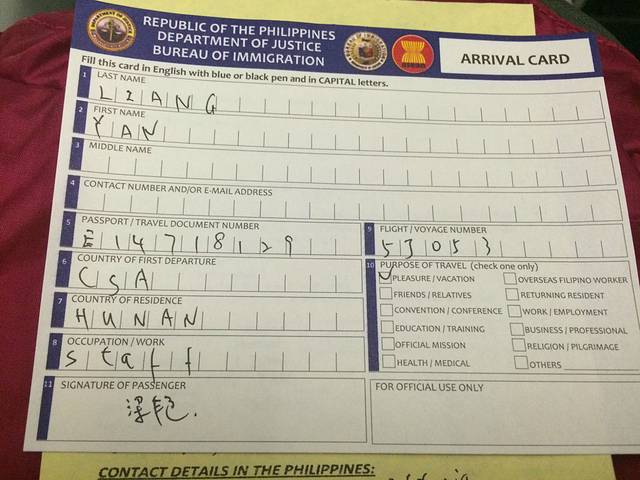 REPUBLIC OF THE PHILIPPINES
DEPARTMENT OF JUSTICE
BUREAU OF IMMIGRATION
ARRIVAL CARD
Fill this card in English with blue or black pen and in CAPITAL letters.
1 LAST NAME
LIANG
2 FIRST NAME
YAN
3 MIDDLE NAME
4 CONTACT NUMBER AND/OR E-MAIL ADDRESS
5 PASSPORT / TRAVEL DOCUMENT NUMBER
E14718129
9 FLIGHT / VOYAGE NUMBER
5J053
6 COUNTRY OF FIRST DEPARTURE
CSA
7 COUNTRY OF RESIDENCE
HUNAN
8 OCCUPATION / WORK
staff
10 PURPOSE OF TRAVEL (check one only)
PLEASURE / VACATION
OVERSEAS FILIPINO WORKER
FRIENDS / RELATIVES
RETURNING RESIDENT
CONVENTION / CONFERENCE
WORK / EMPLOYMENT
EDUCATION / TRAINING
BUSINESS / PROFESSIONAL
OFFICIAL MISSION
RELIGION / PILGRIMAGE
HEALTH / MEDICAL
OTHERS
11 SIGNATURE OF PASSENGER
FOR OFFICIAL USE ONLY
CONTACT DETAILS IN THE PHILIPPINES: